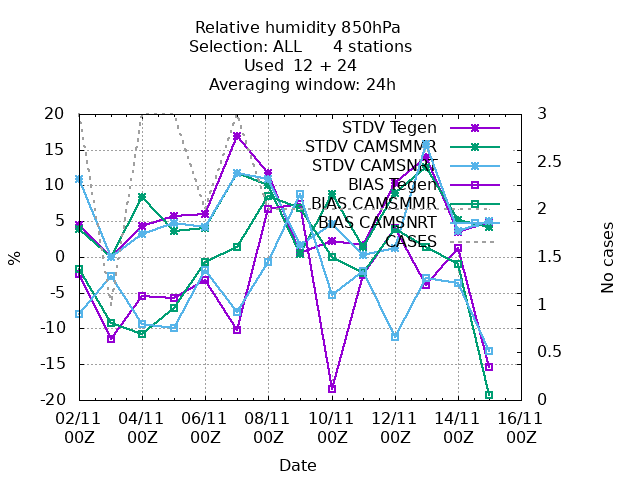 Relative humidity 850hPa
Selection: ALL 4 stations
Used 12 + 24
Averaging window: 24h
20
15
10
5
0
-5
-10
-15
-20
%
3
2.5
2
1.5
1
0.5
0
No cases
STDV Tegen
STDV CAMSMMR
STDV CAMSNRT
BIAS Tegen
BIAS CAMSMMR
BIAS CAMSNRT
CASES
02/11 04/11 06/11 08/11 10/11 12/11 14/11 16/11
00Z 00Z 00Z 00Z 00Z 00Z 00Z 00Z
Date